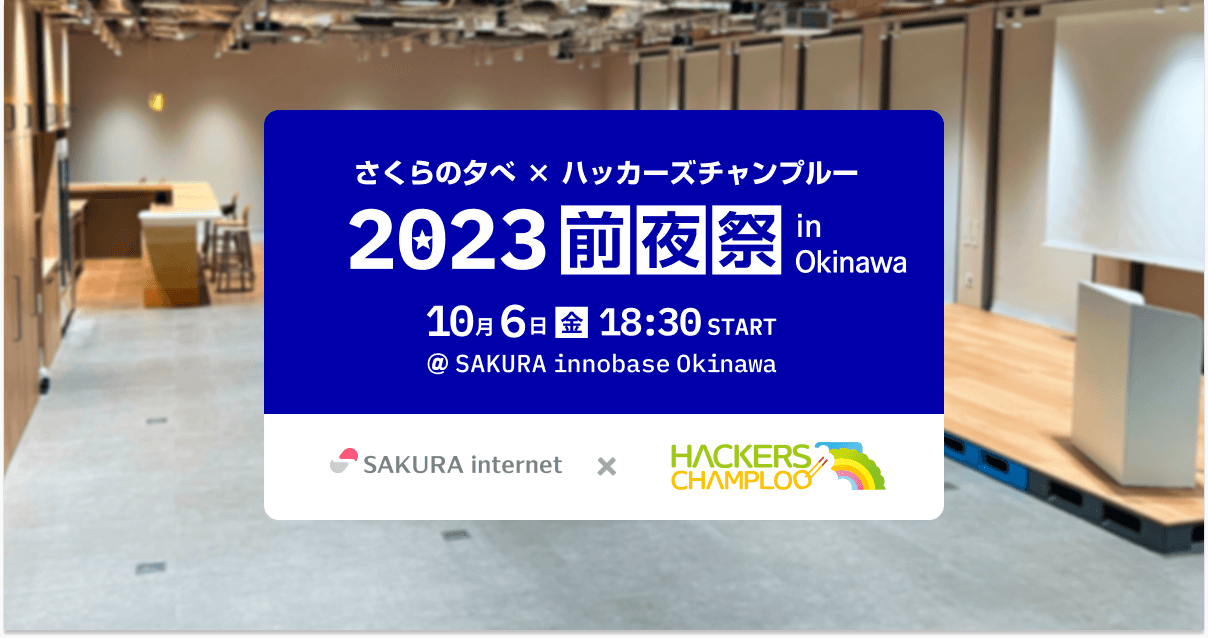 さくらの夕べ × ハッカーズチャンプルー
2023 前夜祭 in Okinawa
10月6日 金 18:30 START
@ SAKURA innobase Okinawa
SAKURA internet × HACKERS CHAMPLOO